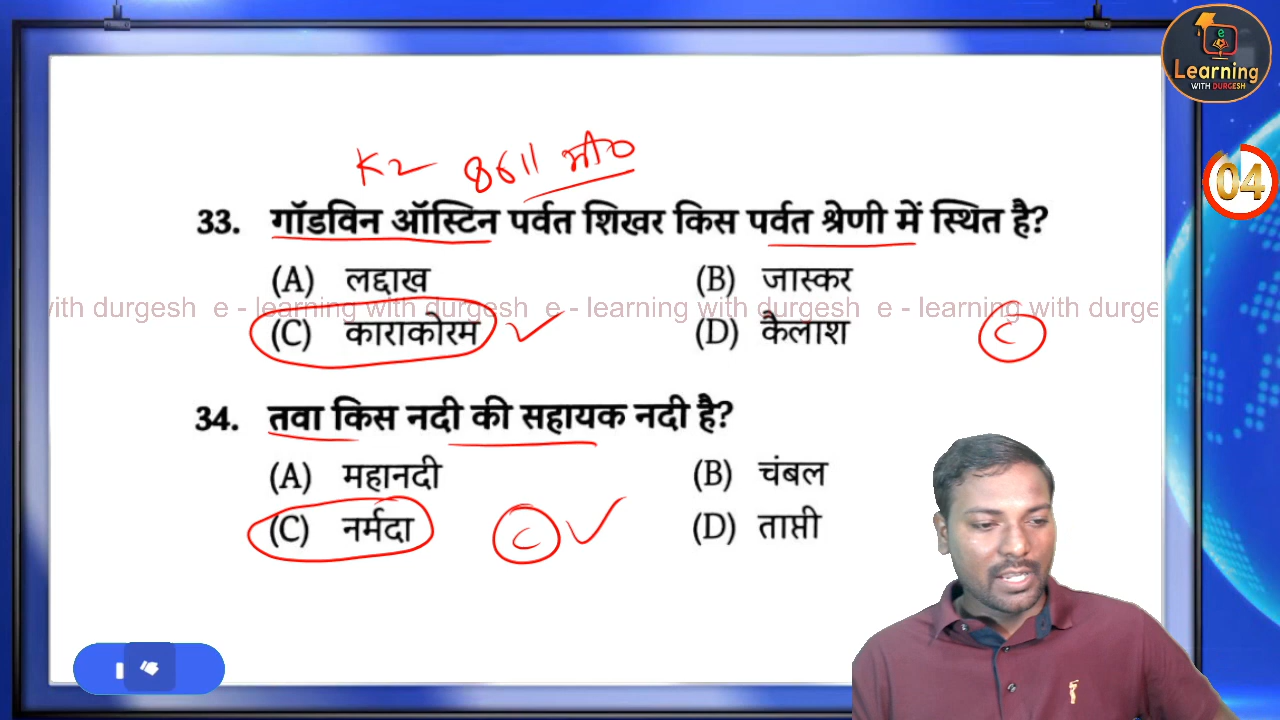 e
Learning
WITH DURGESH
04
K2 8611 मी०
33. गॉडविन ऑस्टिन पर्वत शिखर किस पर्वत श्रेणी में स्थित है?
(A) लद्दाख (B) जास्कर
with durgesh e - learning with durgesh e - learning with durgesh e - learning with durge
(C) काराकोरम (D) कैलाश C
34. तवा किस नदी की सहायक नदी है?
(A) महानदी (B) चंबल
(C) नर्मदा C (D) ताप्ती